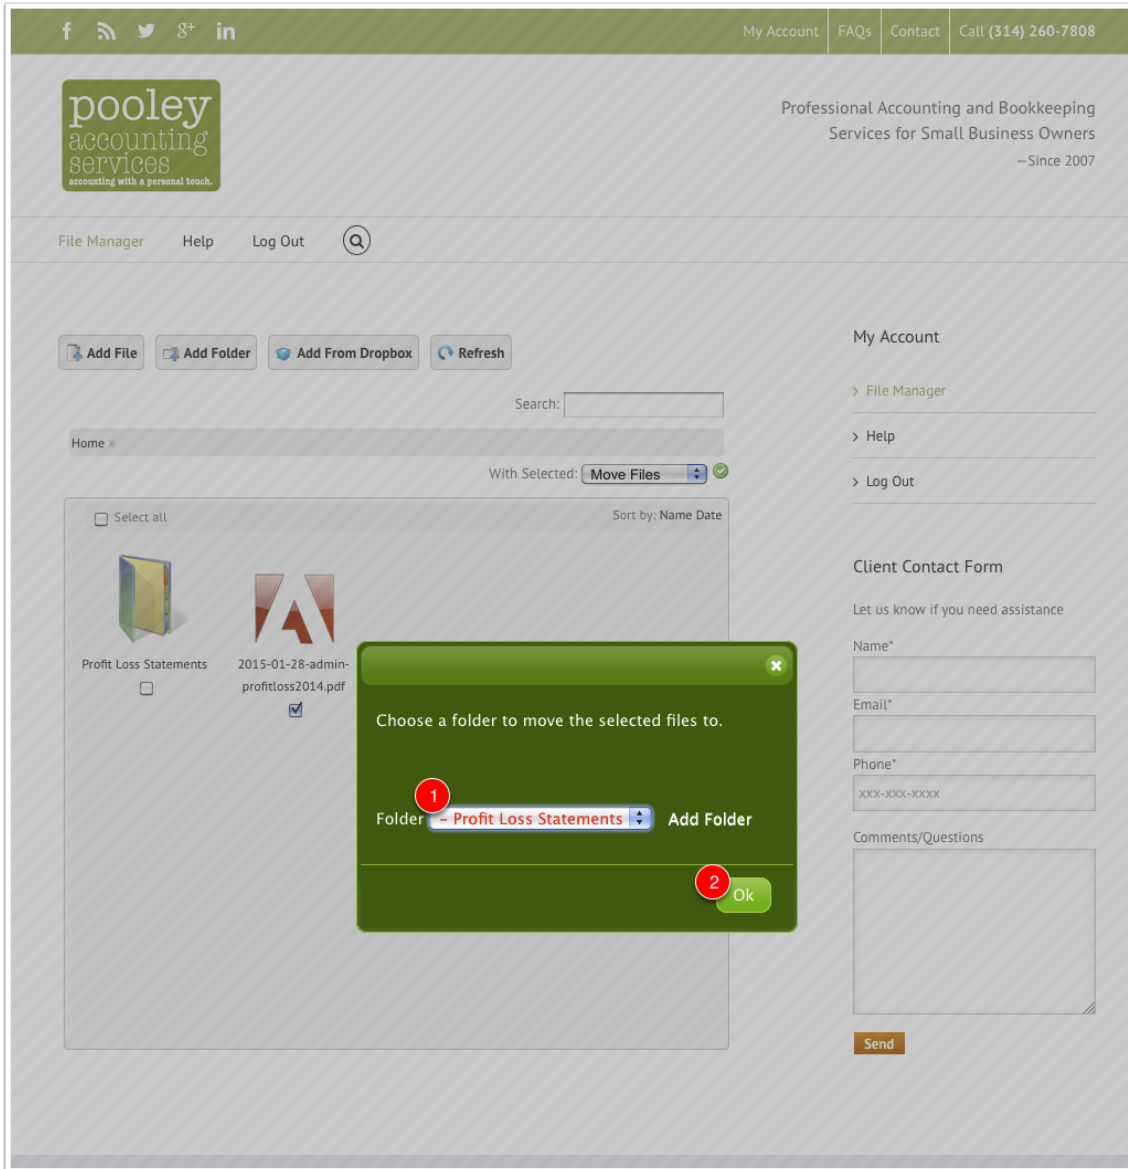 My Account FAQs Contact Call (314) 260-7808
pooley
accounting
services
accounting with a personal touch.
Professional Accounting and Bookkeeping
Services for Small Business Owners
—Since 2007
File Manager Help Log Out
Add File Add Folder Add From Dropbox Refresh
Search:
Home »
With Selected: Move Files
Select all Sort by: Name Date
Profit Loss Statements
2015-01-28-admin-
profitloss2014.pdf
Choose a folder to move the selected files to.
1
Folder – Profit Loss Statements Add Folder
2
Ok
My Account
> File Manager
> Help
> Log Out
Client Contact Form
Let us know if you need assistance
Name*
Email*
Phone*
xxx-xxx-xxxx
Comments/Questions
Send